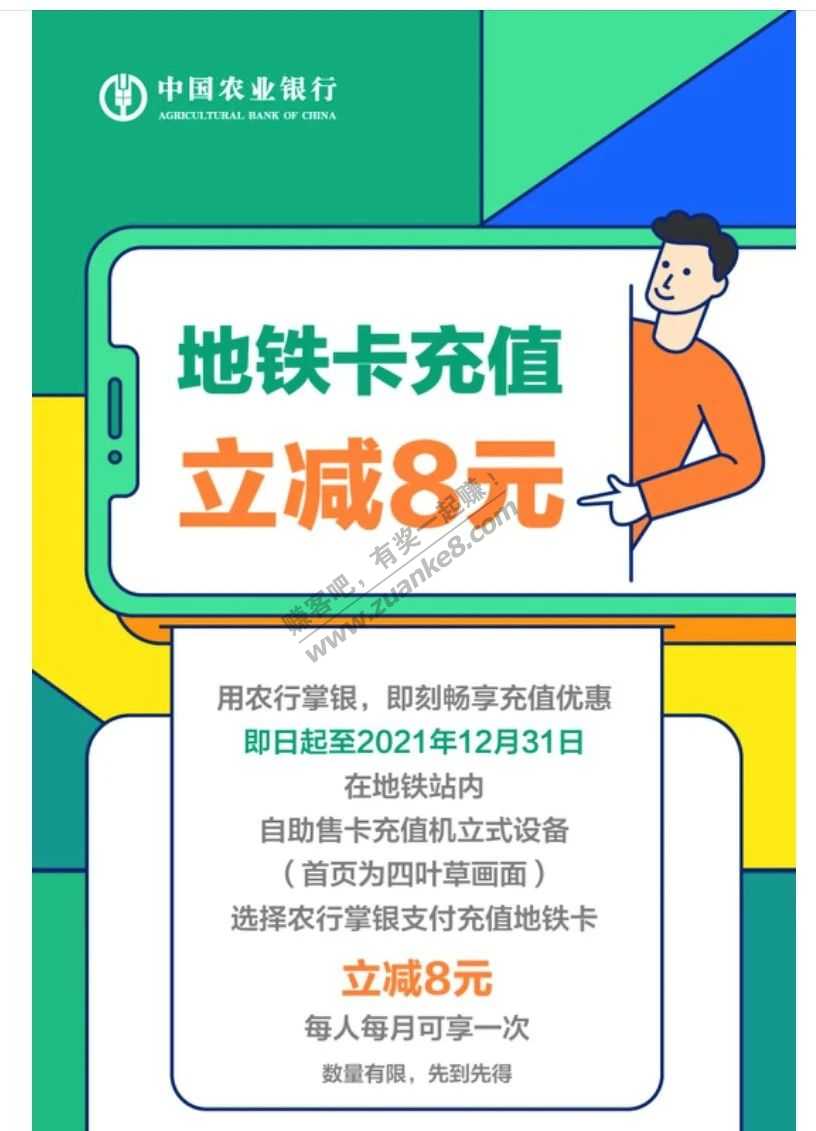 中国农业银行
AGRICULTURAL BANK OF CHINA
地铁卡充值
立减8元
赚客吧，有奖一起赚！
www.zuanke8.com
用农行掌银，即刻畅享充值优惠
即日起至2021年12月31日
在地铁站内
自助售卡充值机立式设备
（首页为四叶草画面）
选择农行掌银支付充值地铁卡
立减8元
每人每月可享一次
数量有限，先到先得